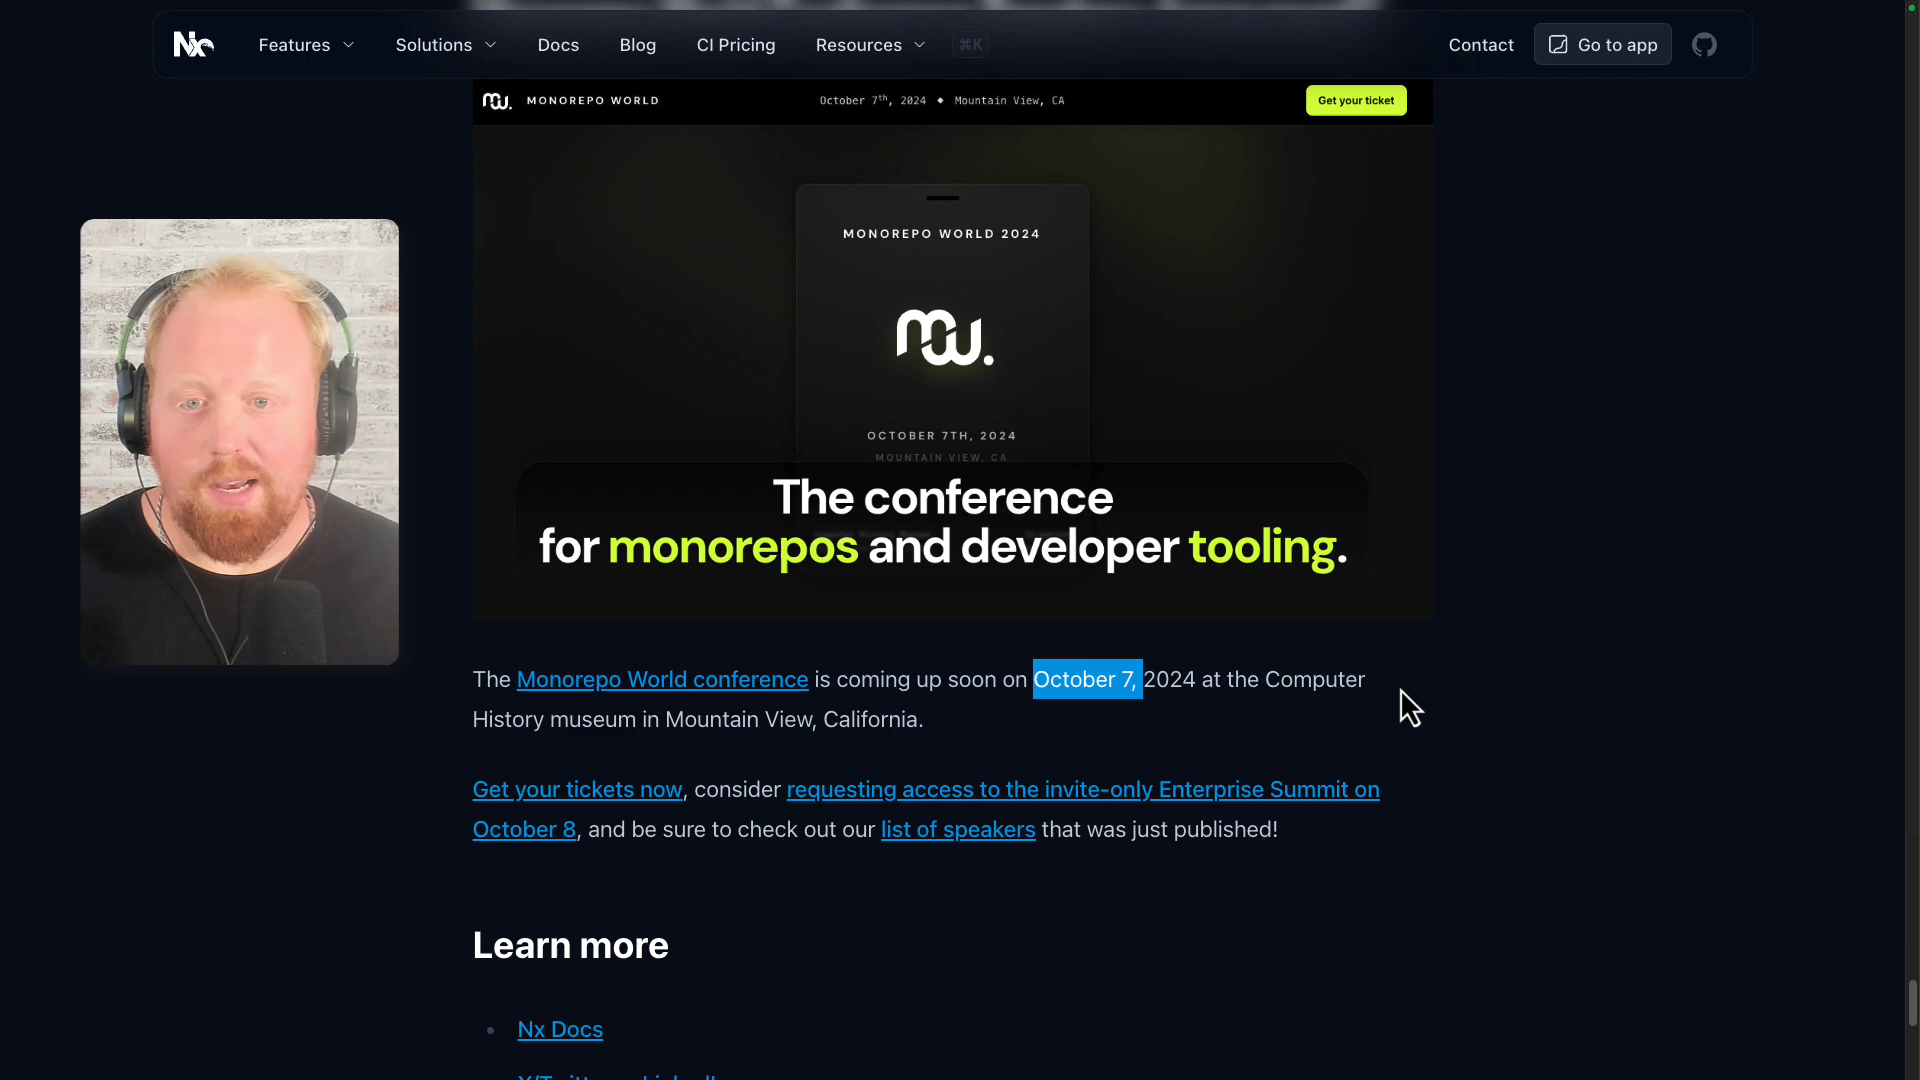 Nx
Features
Solutions
Docs
Blog
CI Pricing
Resources
⌘K
Contact
Go to app
mw.
MONOREPO WORLD
October 7th, 2024 ◆ Mountain View, CA
Get your ticket
MONOREPO WORLD 2024
mw.
OCTOBER 7TH, 2024
MOUNTAIN VIEW, CA
The conference
for monorepos and developer tooling.
The Monorepo World conference is coming up soon on October 7, 2024 at the Computer
History museum in Mountain View, California.
Get your tickets now, consider requesting access to the invite-only Enterprise Summit on
October 8, and be sure to check out our list of speakers that was just published!
Learn more
Nx Docs